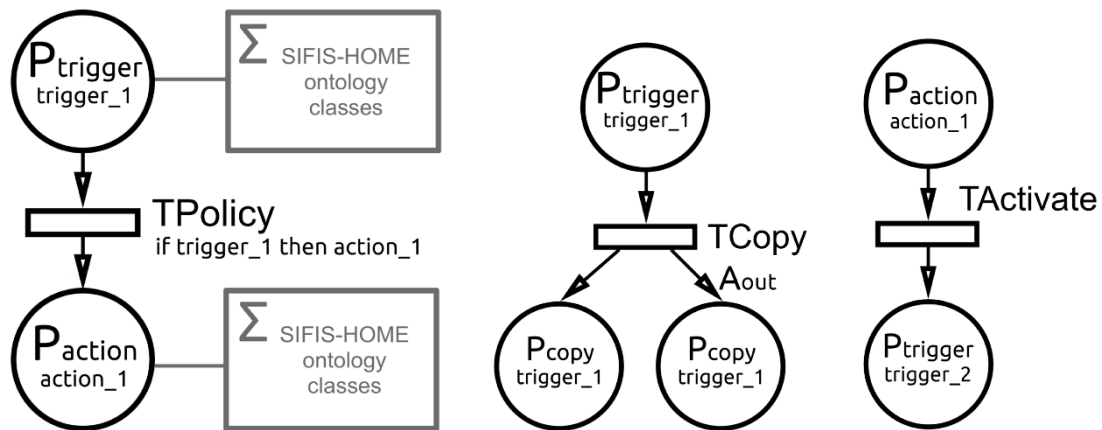 Ptrigger
trigger_1
Σ SIFIS-HOME
ontology
classes
TPolicy
if trigger_1 then action_1
Paction
action_1
Σ SIFIS-HOME
ontology
classes
Ptrigger
trigger_1
TCopy
Aout
Pcopy
trigger_1
Pcopy
trigger_1
Paction
action_1
TActivate
Ptrigger
trigger_2